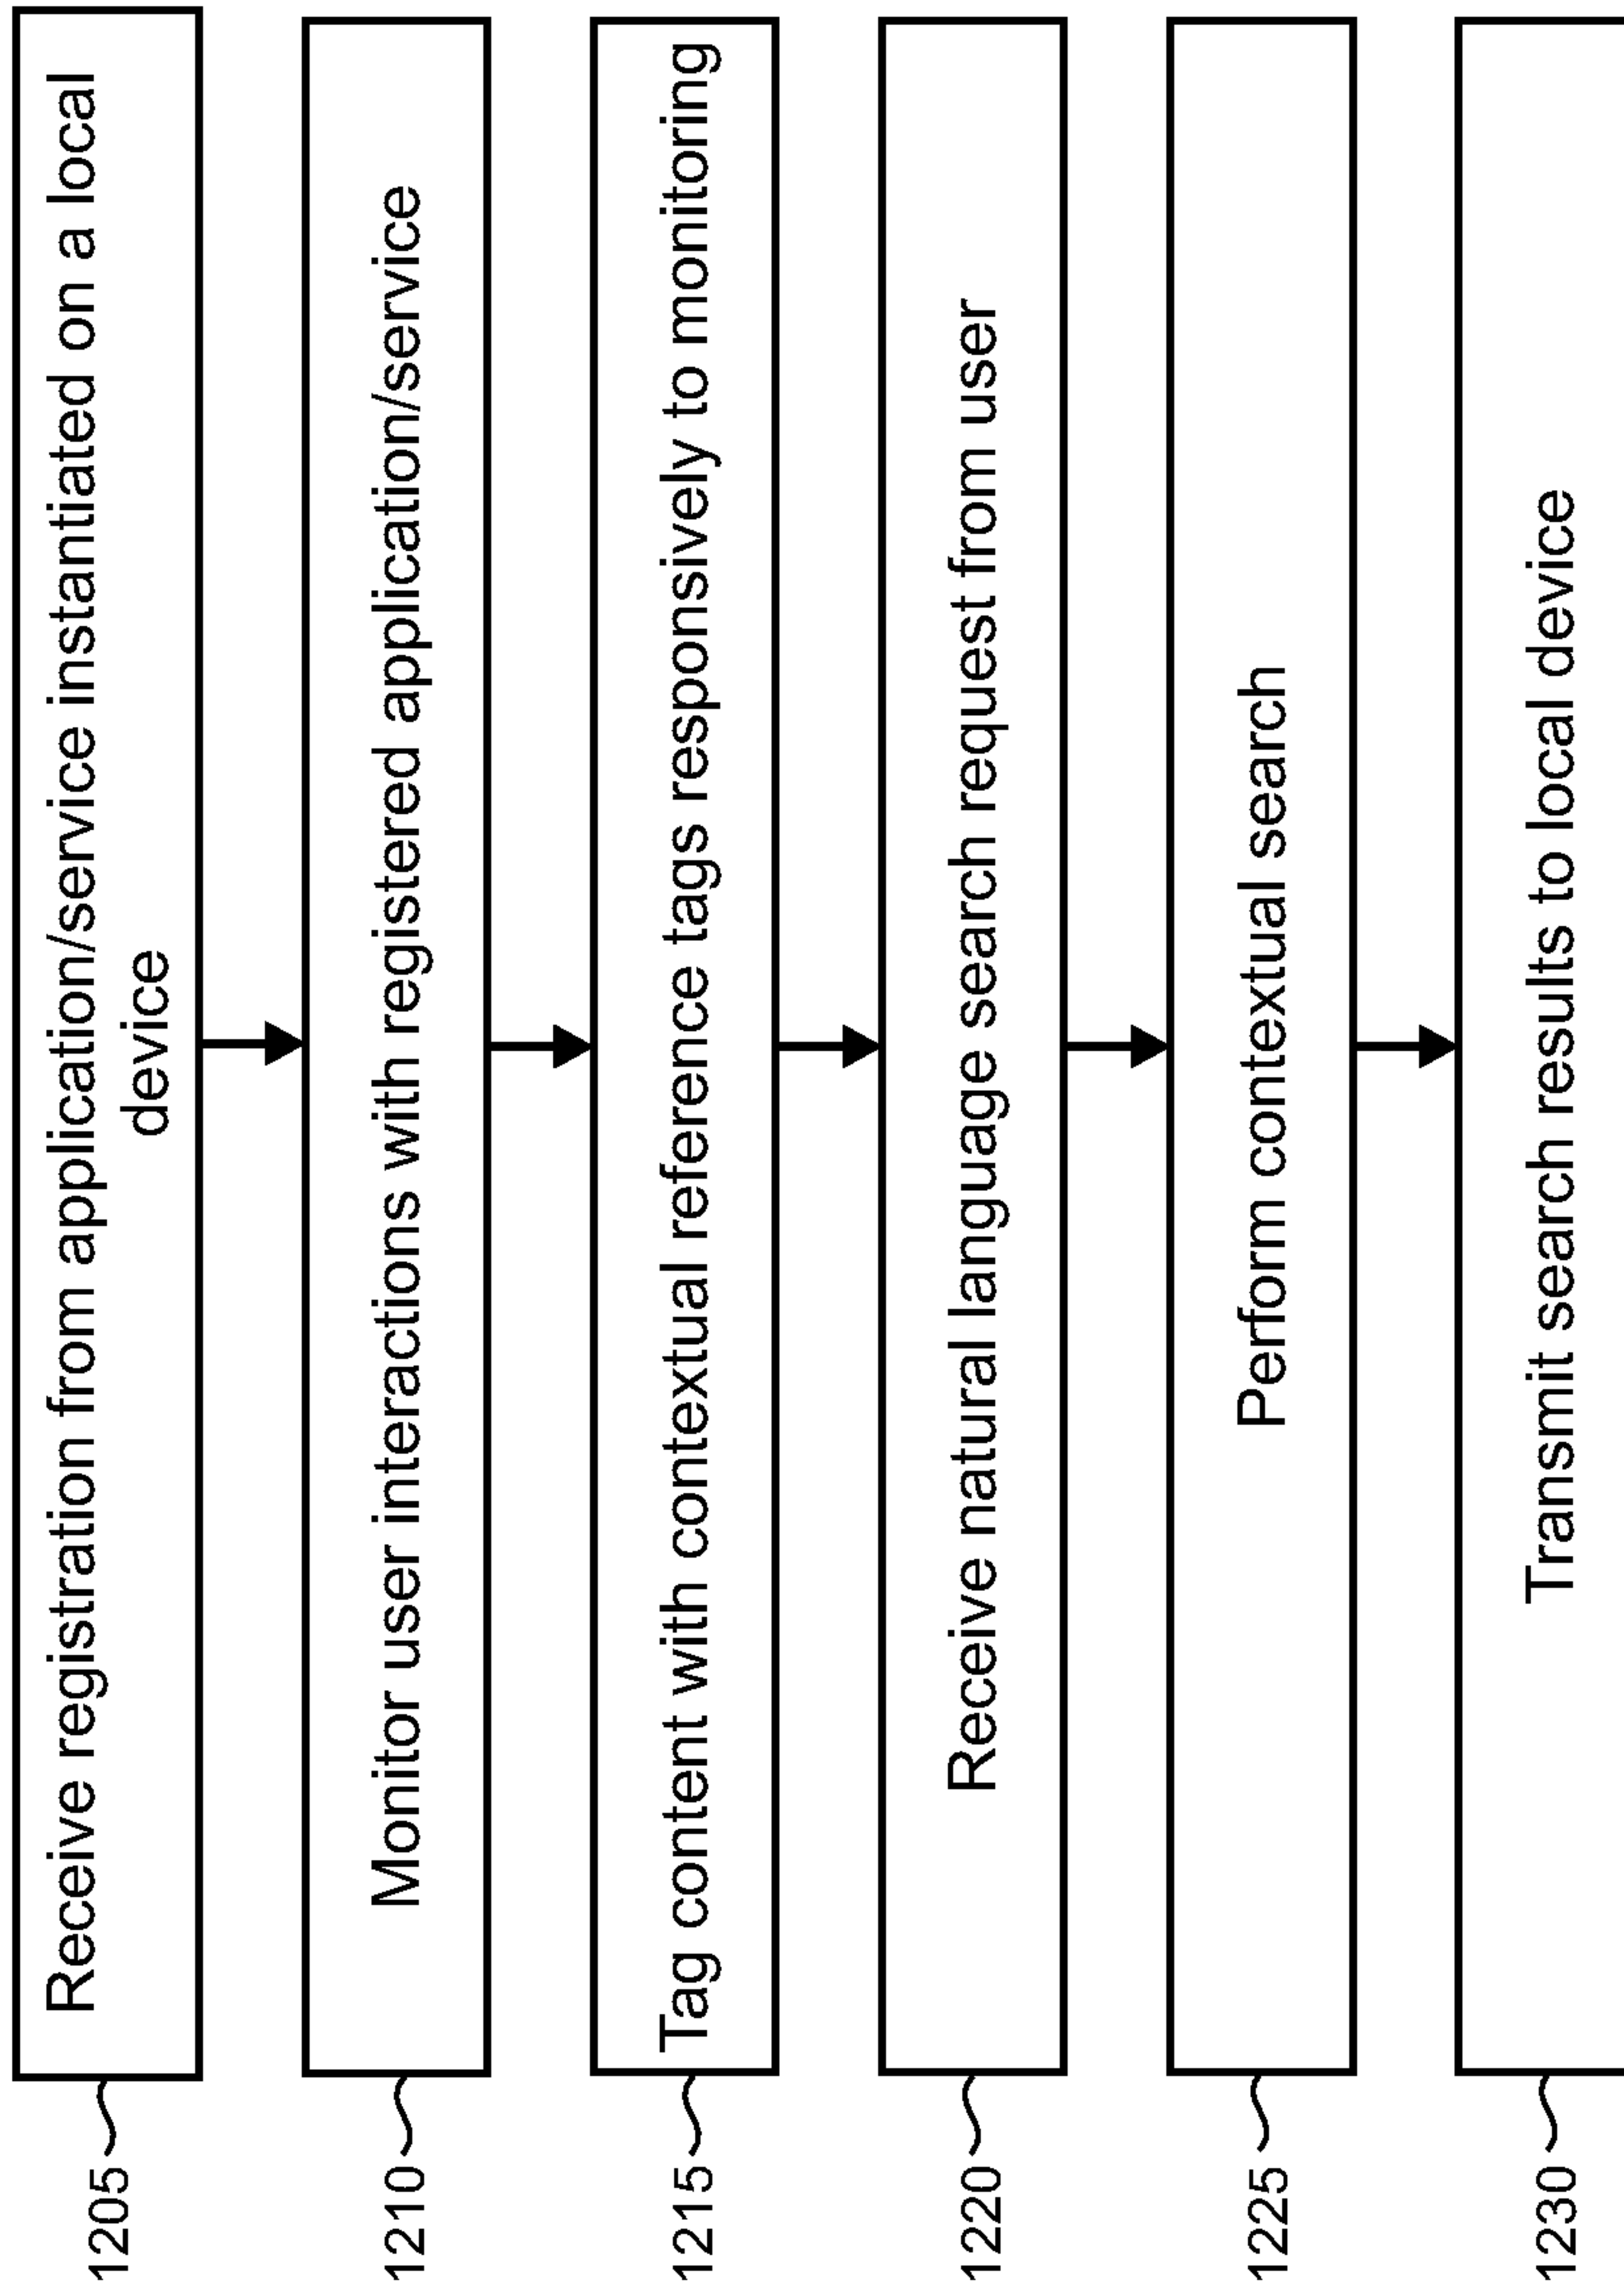 1205
Receive registration from application/service instantiated on a local
device
1210
Monitor user interactions with registered application/service
1215
Tag content with contextual reference tags responsively to monitoring
1220
Receive natural language search request from user
1225
Perform contextual search
1230
Transmit search results to local device